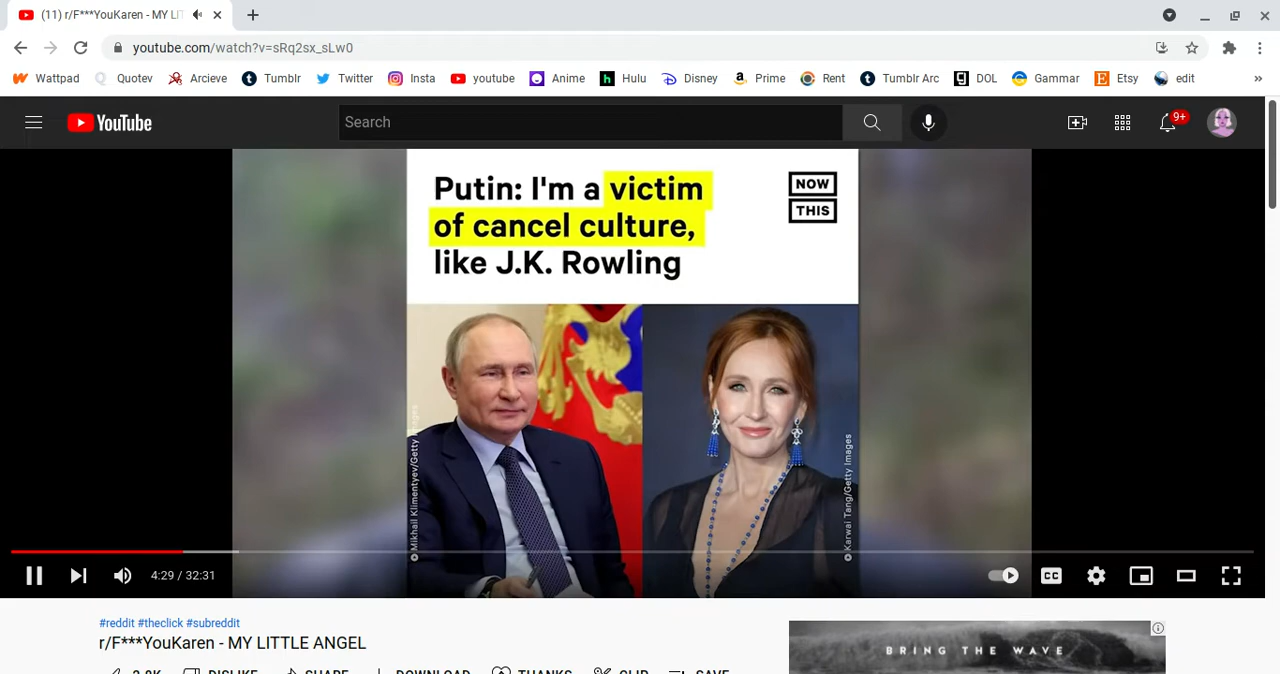 (11) r/F***YouKaren - MY LIT
youtube.com/watch?v=sRq2sx_sLw0
Wattpad Quotev Arcieve Tumblr Twitter Insta youtube Anime Hulu Disney Prime Rent Tumblr Arc DOL Gammar Etsy edit »
YouTube Search 9+
Putin: I'm a victim
of cancel culture,
like J.K. Rowling
NOW
THIS
© Mikhail Klimentyev/Getty Images
© Karwai Tang/Getty Images
4:29 / 32:31
CC
#reddit #theclick #subreddit
r/F***YouKaren - MY LITTLE ANGEL
BRING THE WAVE
DISLIKE SHARE DOWNLOAD THANKS CLIP SAVE